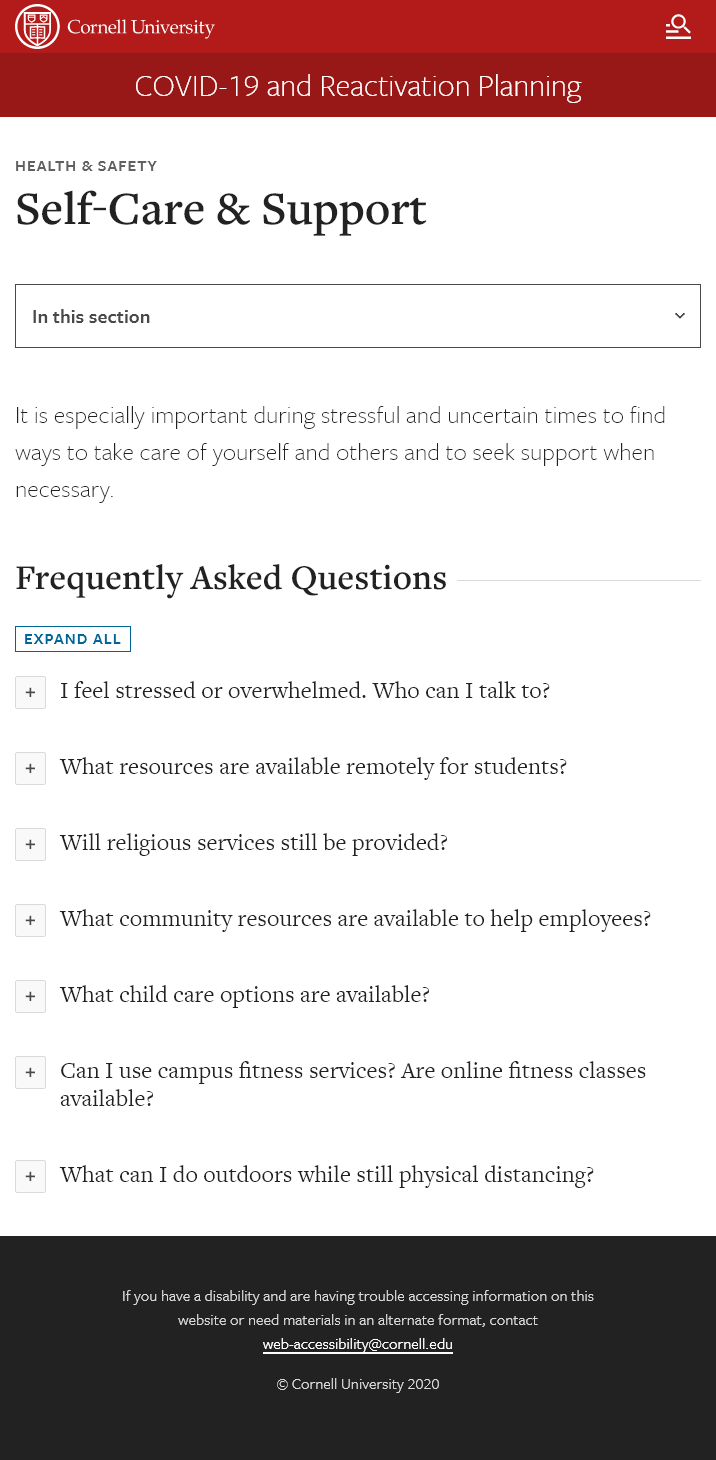 Cornell University
COVID-19 and Reactivation Planning
HEALTH & SAFETY
Self-Care & Support
In this section
It is especially important during stressful and uncertain times to find
ways to take care of yourself and others and to seek support when
necessary.
Frequently Asked Questions
EXPAND ALL
+ I feel stressed or overwhelmed. Who can I talk to?
+ What resources are available remotely for students?
+ Will religious services still be provided?
+ What community resources are available to help employees?
+ What child care options are available?
+ Can I use campus fitness services? Are online fitness classes
available?
+ What can I do outdoors while still physical distancing?
If you have a disability and are having trouble accessing information on this
website or need materials in an alternate format, contact
web-accessibility@cornell.edu
© Cornell University 2020